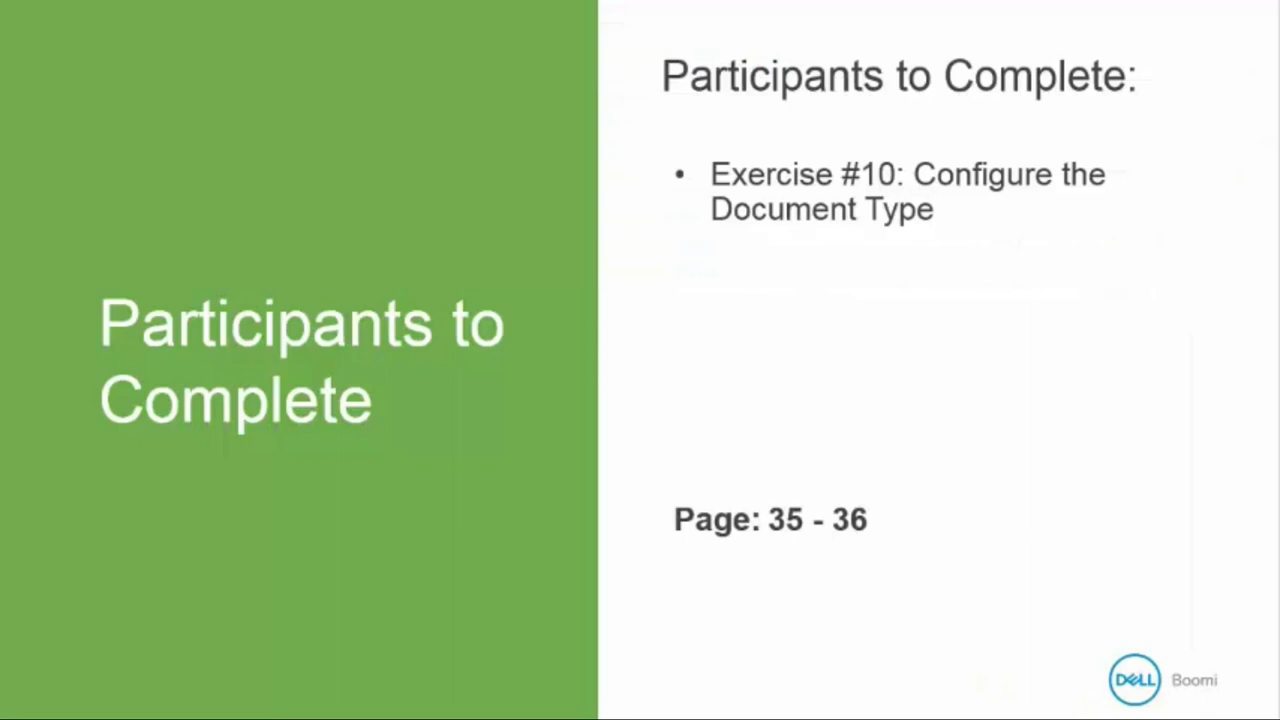 Participants to
Complete
Participants to Complete:
• Exercise #10: Configure the
Document Type
Page: 35 - 36
DELL Boomi